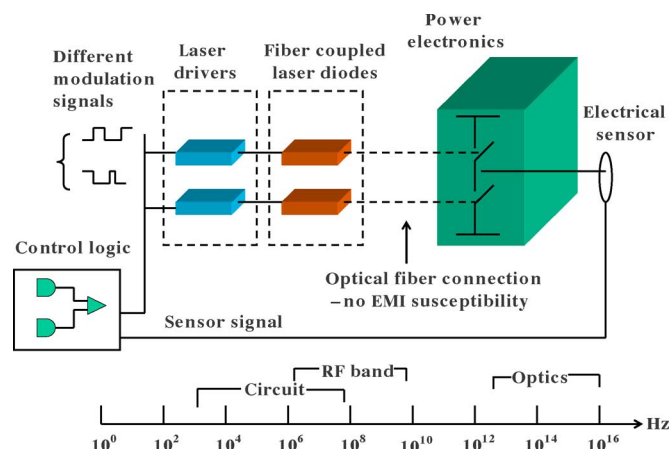 Different
modulation
signals
Laser
drivers
Fiber coupled
laser diodes
Power
electronics
Electrical
sensor
Control logic
Optical fiber connection
–no EMI susceptibility
Sensor signal
RF band
Circuit
Optics
Hz
10⁰ 10² 10⁴ 10⁶ 10⁸ 10¹⁰ 10¹² 10¹⁴ 10¹⁶